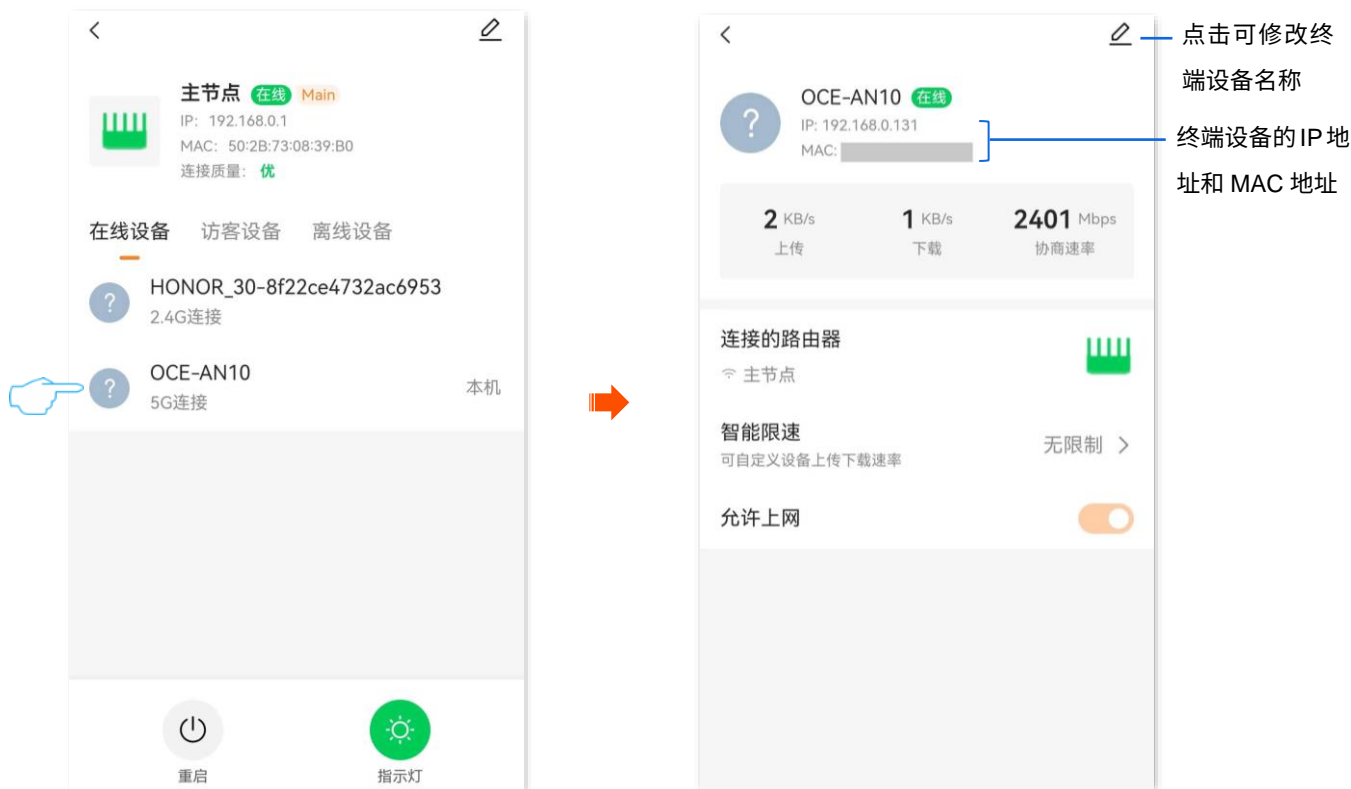 主节点 在线 Main
IP: 192.168.0.1
MAC: 50:2B:73:08:39:B0
连接质量: 优
在线设备 访客设备 离线设备
HONOR_30-8f22ce4732ac6953
2.4G连接
OCE-AN10
5G连接
本机
重启
指示灯
OCE-AN10 在线
IP: 192.168.0.131
MAC:
2 KB/s 1 KB/s 2401 Mbps
上传 下载 协商速率
连接的路由器
主节点
智能限速
可自定义设备上传下载速率
无限制
允许上网
点击可修改终
端设备名称
终端设备的IP地
址和 MAC 地址